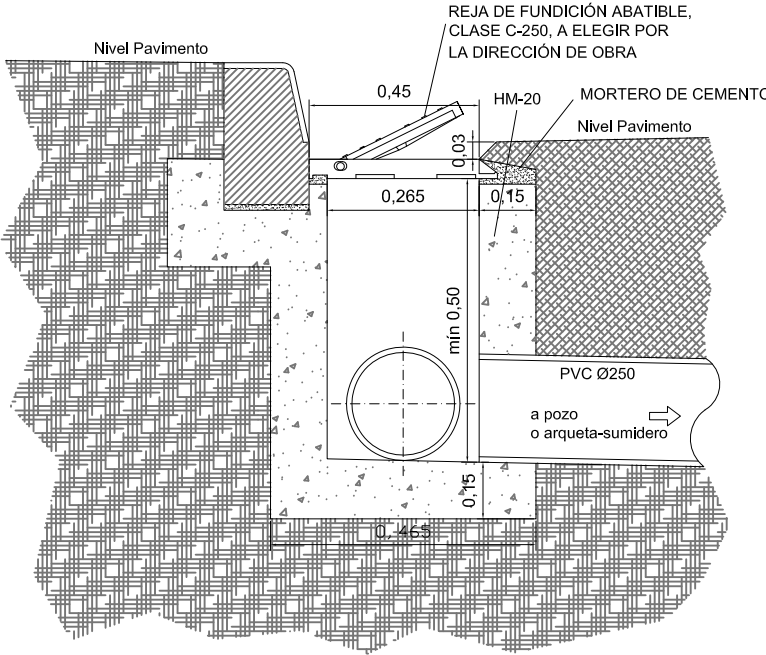 REJA DE FUNDICIÓN ABATIBLE,
CLASE C-250, A ELEGIR POR
LA DIRECCIÓN DE OBRA
Nivel Pavimento
0,45
HM-20
MORTERO DE CEMENTO
Nivel Pavimento
0,03
0,265
0,15
mín 0,50
PVC Ø250
a pozo
o arqueta-sumidero
0,15
0,465